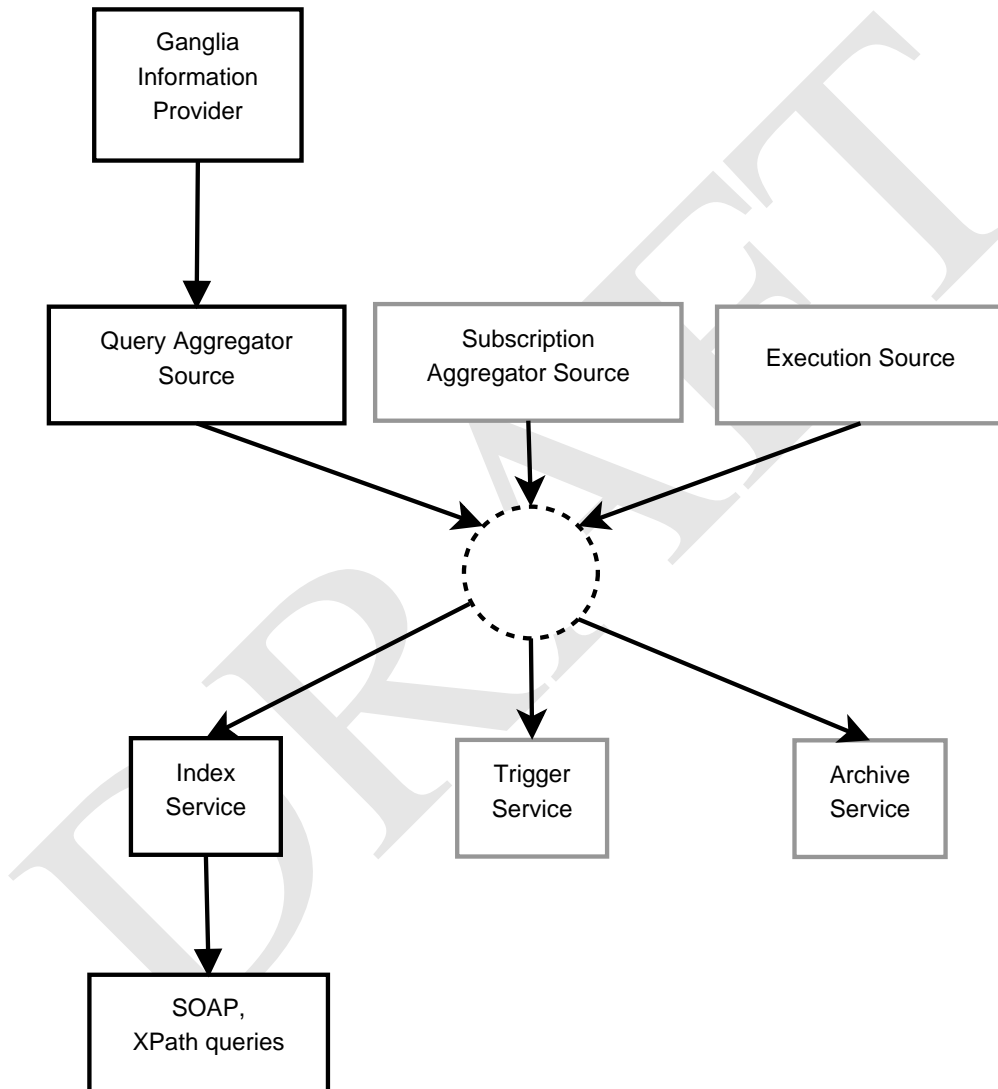 Ganglia
Information
Provider
Query Aggregator
Source
Subscription
Aggregator Source
Execution Source
Index
Service
Trigger
Service
Archive
Service
SOAP,
XPath queries
DRAFT